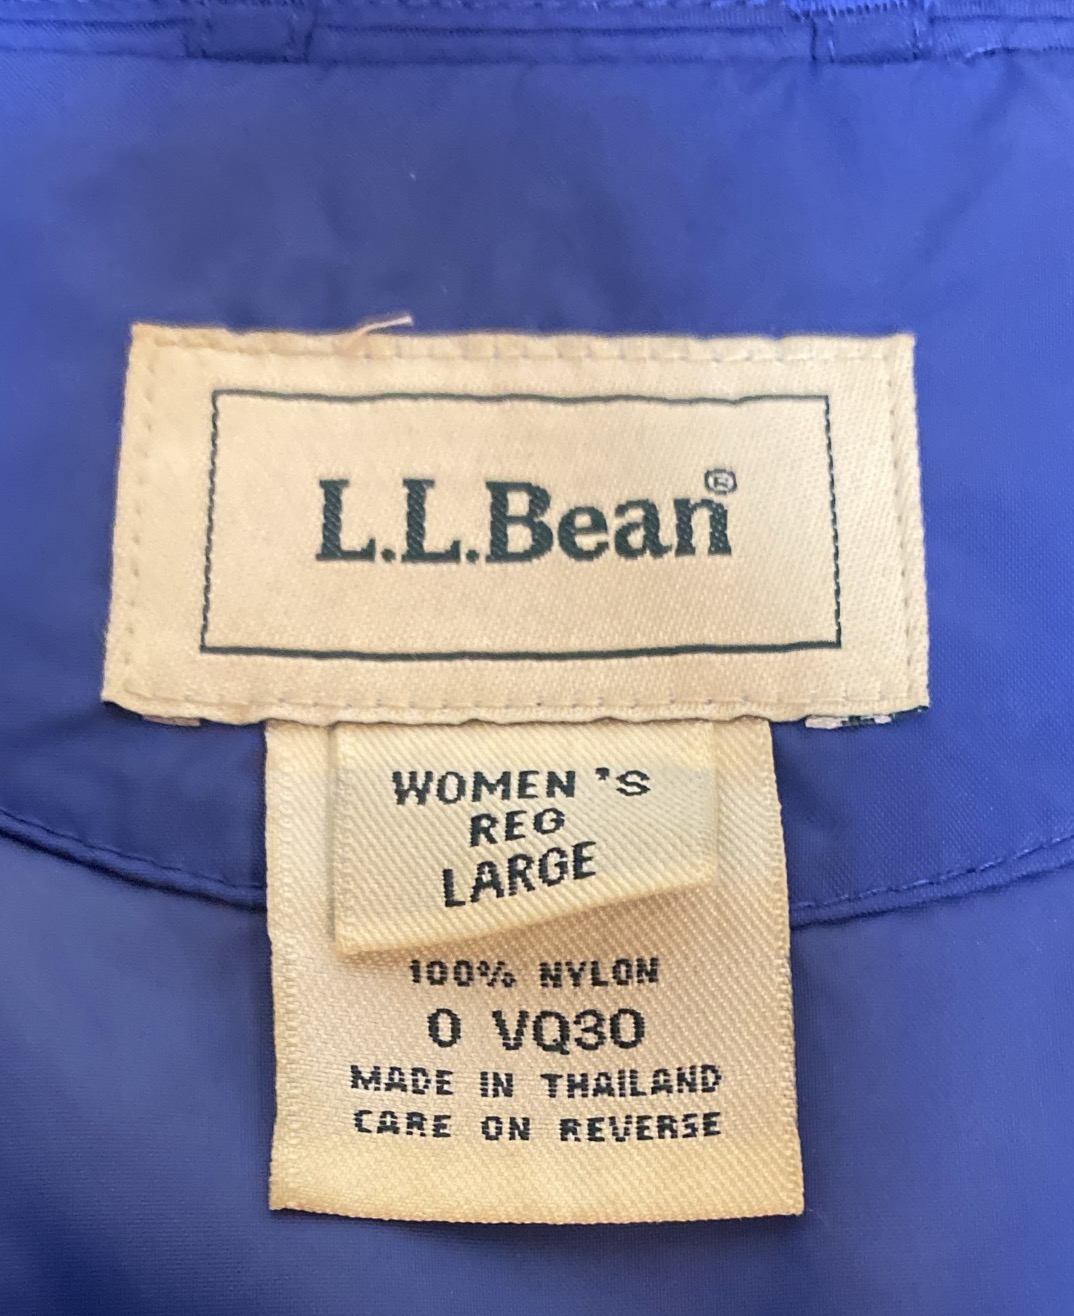 L.L.Bean®
WOMEN'S
REG
LARGE
100% NYLON
0 VQ30
MADE IN THAILAND
CARE ON REVERSE